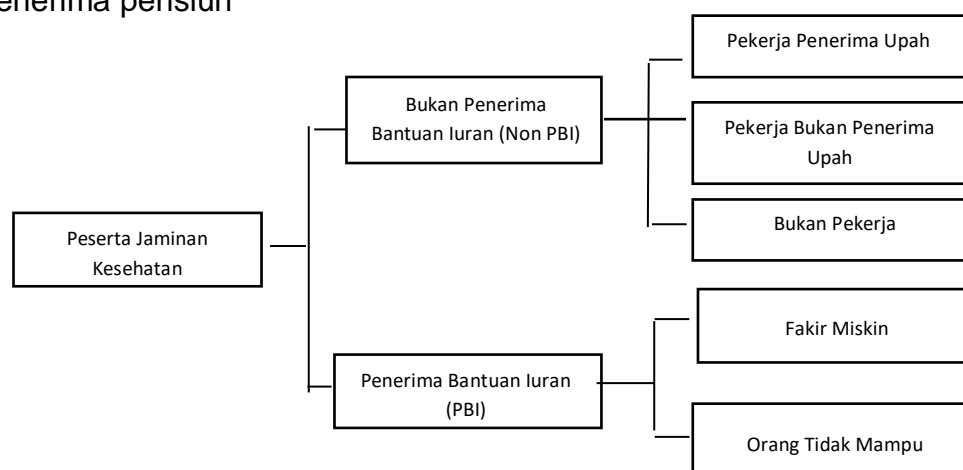 penerima pensiun
Pekerja Penerima Upah
Bukan Penerima
Bantuan Iuran (Non PBI)
Pekerja Bukan Penerima
Upah
Bukan Pekerja
Peserta Jaminan
Kesehatan
Fakir Miskin
Penerima Bantuan Iuran
(PBI)
Orang Tidak Mampu